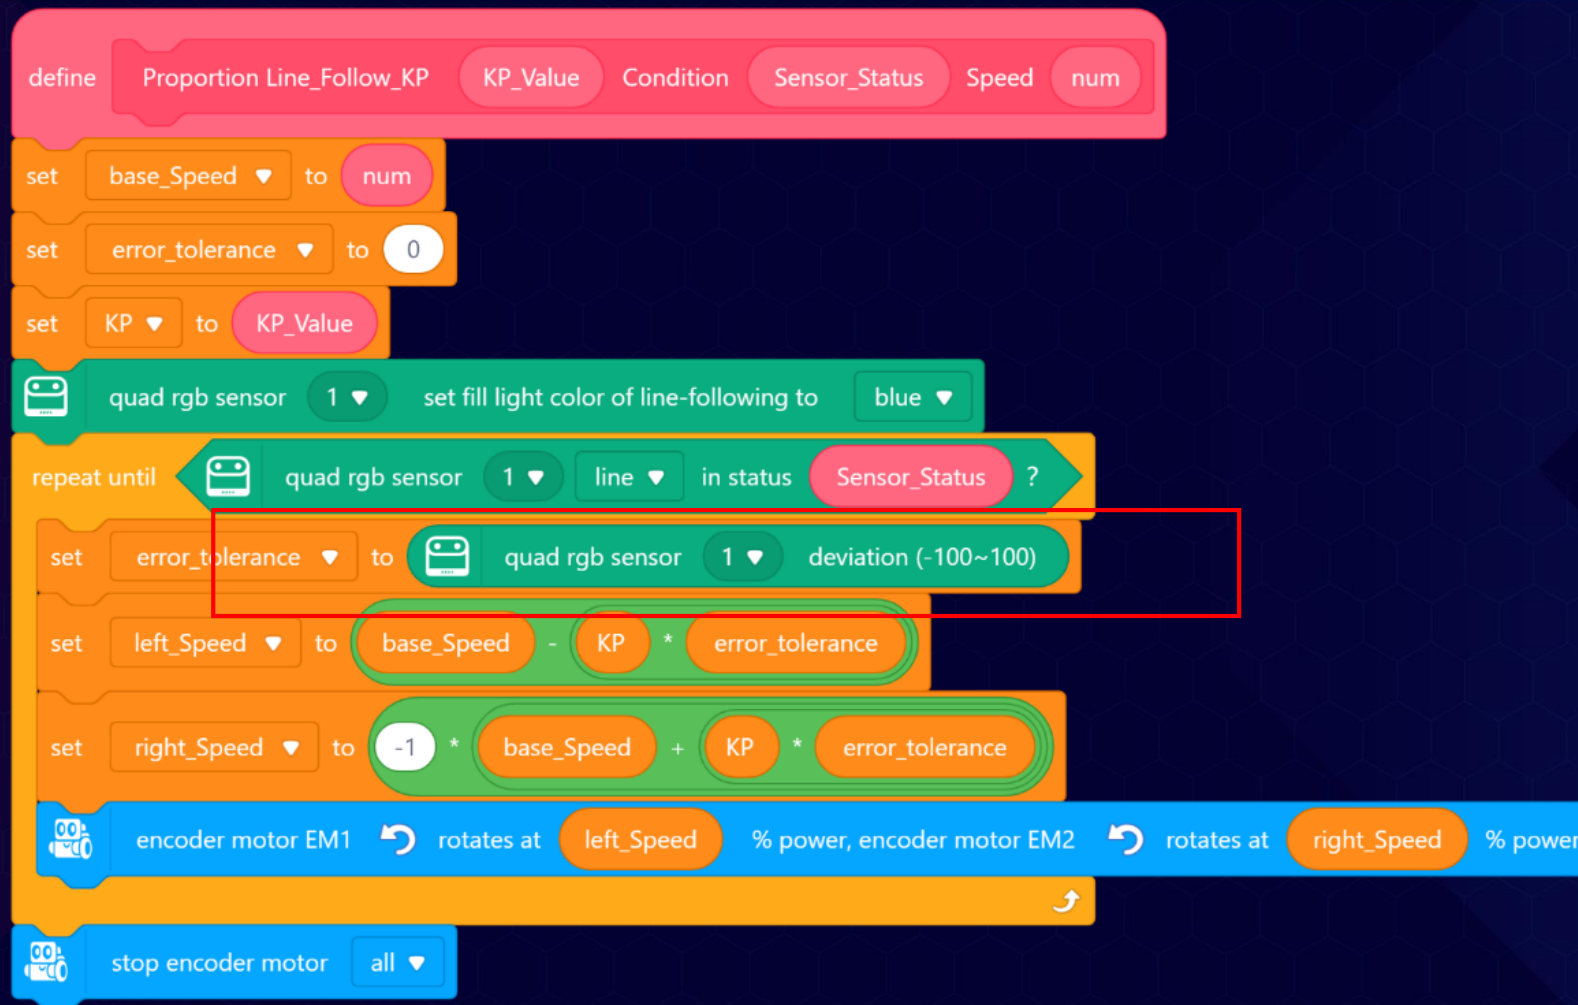 define Proportion Line_Follow_KP KP_Value Condition Sensor_Status Speed num
set base_Speed to num
set error_tolerance to 0
set KP to KP_Value
quad rgb sensor 1 set fill light color of line-following to blue
repeat until quad rgb sensor 1 line in status Sensor_Status ?
set error_tolerance to quad rgb sensor 1 deviation (-100~100)
set left_Speed to base_Speed - KP * error_tolerance
set right_Speed to -1 * base_Speed + KP * error_tolerance
encoder motor EM1 rotates at left_Speed % power, encoder motor EM2 rotates at right_Speed % power
stop encoder motor all